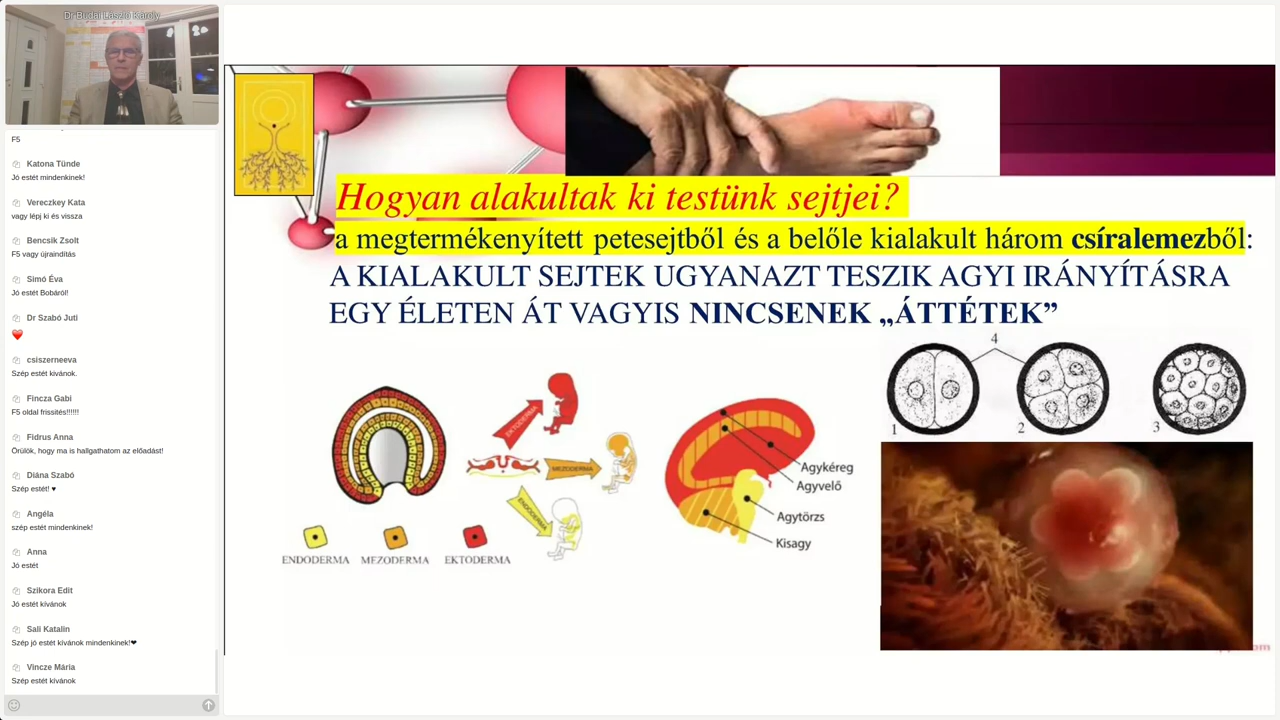 Dr Budai László Károly
F5
Katona Tünde
Jó estét mindenkinek!
Vereczkey Kata
vagy lépj ki és vissza
Bencsik Zsolt
F5 vagy újraindítás
Simó Éva
Jó estét Bobáról!
Dr Szabó Juti
csiszerneeva
Szép estét kívánok.
Fincza Gabi
F5 oldal frissítés!!!!!!
Fidrus Anna
Örülök, hogy ma is hallgathatom az előadást!
Diána Szabó
Szép estét! ♥
Angéla
szép estét mindenkinek!
Anna
Jó estét
Szikora Edit
Jó estét kívánok
Sali Katalin
Szép jó estét kívánok mindenkinek!❤
Vincze Mária
Szép estét kívánok
Hogyan alakultak ki testünk sejtjei?
a megtermékenyített petesejtből és a belőle kialakult három csíralemezből:
A KIALAKULT SEJTEK UGYANAZT TESZIK AGYI IRÁNYÍTÁSRA
EGY ÉLETEN ÁT VAGYIS NINCSENEK „ÁTTÉTEK”
EKTODERMA
MEZODERMA
ENDODERMA
ENDODERMA MEZODERMA EKTODERMA
Agykéreg
Agyvelő
Agytörzs
Kisagy
4
1 2 3